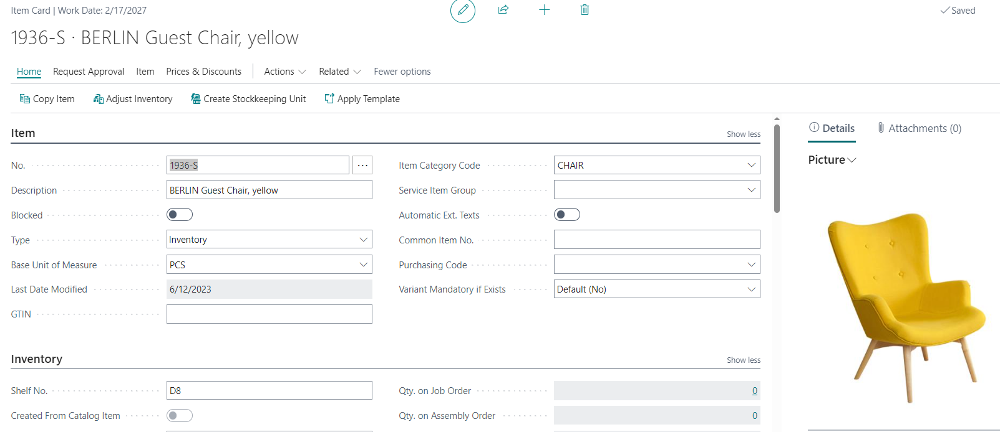 Item Card | Work Date: 2/17/2027
Saved
1936-S · BERLIN Guest Chair, yellow
Home Request Approval Item Prices & Discounts Actions Related Fewer options
Copy Item Adjust Inventory Create Stockkeeping Unit Apply Template
Item
Show less
No. 1936-S ...
Description BERLIN Guest Chair, yellow
Blocked
Type Inventory
Base Unit of Measure PCS
Last Date Modified 6/12/2023
GTIN
Item Category Code CHAIR
Service Item Group
Automatic Ext. Texts
Common Item No.
Purchasing Code
Variant Mandatory if Exists Default (No)
Inventory
Show less
Shelf No. D8
Created From Catalog Item
Qty. on Job Order 0
Qty. on Assembly Order 0
Details Attachments (0)
Picture